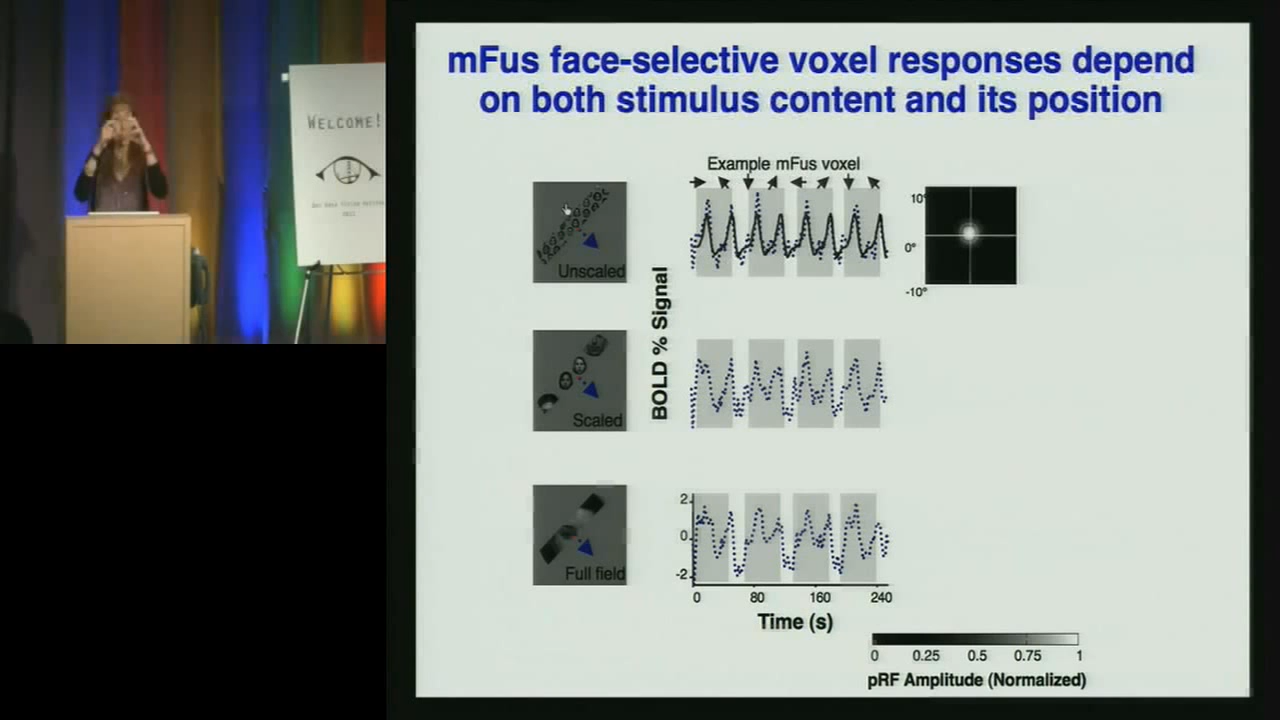 mFus face-selective voxel responses depend
on both stimulus content and its position
WELCOME!
2011
Example mFus voxel
Unscaled
10°
0°
-10°
BOLD % Signal
Scaled
Full field
2
0
-2
0 80 160 240
Time (s)
0 0.25 0.5 0.75 1
pRF Amplitude (Normalized)